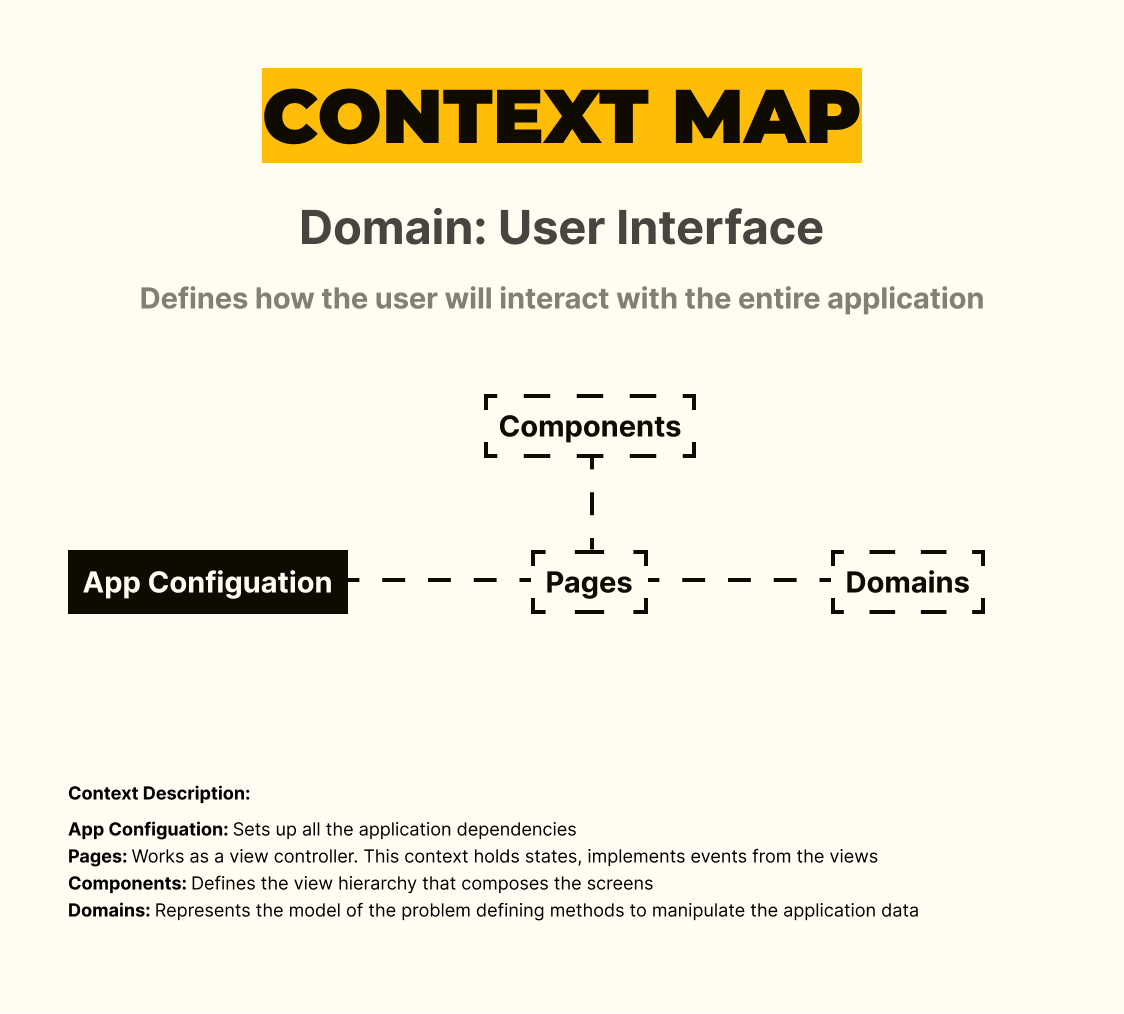 CONTEXT MAP
Domain: User Interface
Defines how the user will interact with the entire application
Components
App Configuation
Pages
Domains
Context Description:
App Configuation: Sets up all the application dependencies
Pages: Works as a view controller. This context holds states, implements events from the views
Components: Defines the view hierarchy that composes the screens
Domains: Represents the model of the problem defining methods to manipulate the application data